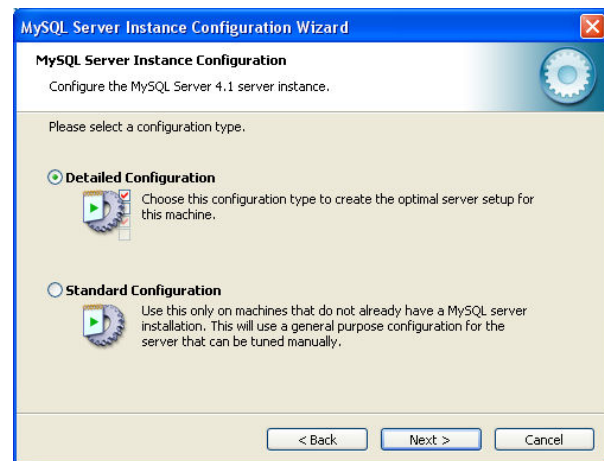 MySQL Server Instance Configuration Wizard
MySQL Server Instance Configuration
Configure the MySQL Server 4.1 server instance.
Please select a configuration type.
Detailed Configuration
Choose this configuration type to create the optimal server setup for
this machine.
Standard Configuration
Use this only on machines that do not already have a MySQL server
installation. This will use a general purpose configuration for the
server that can be tuned manually.
< Back Next > Cancel